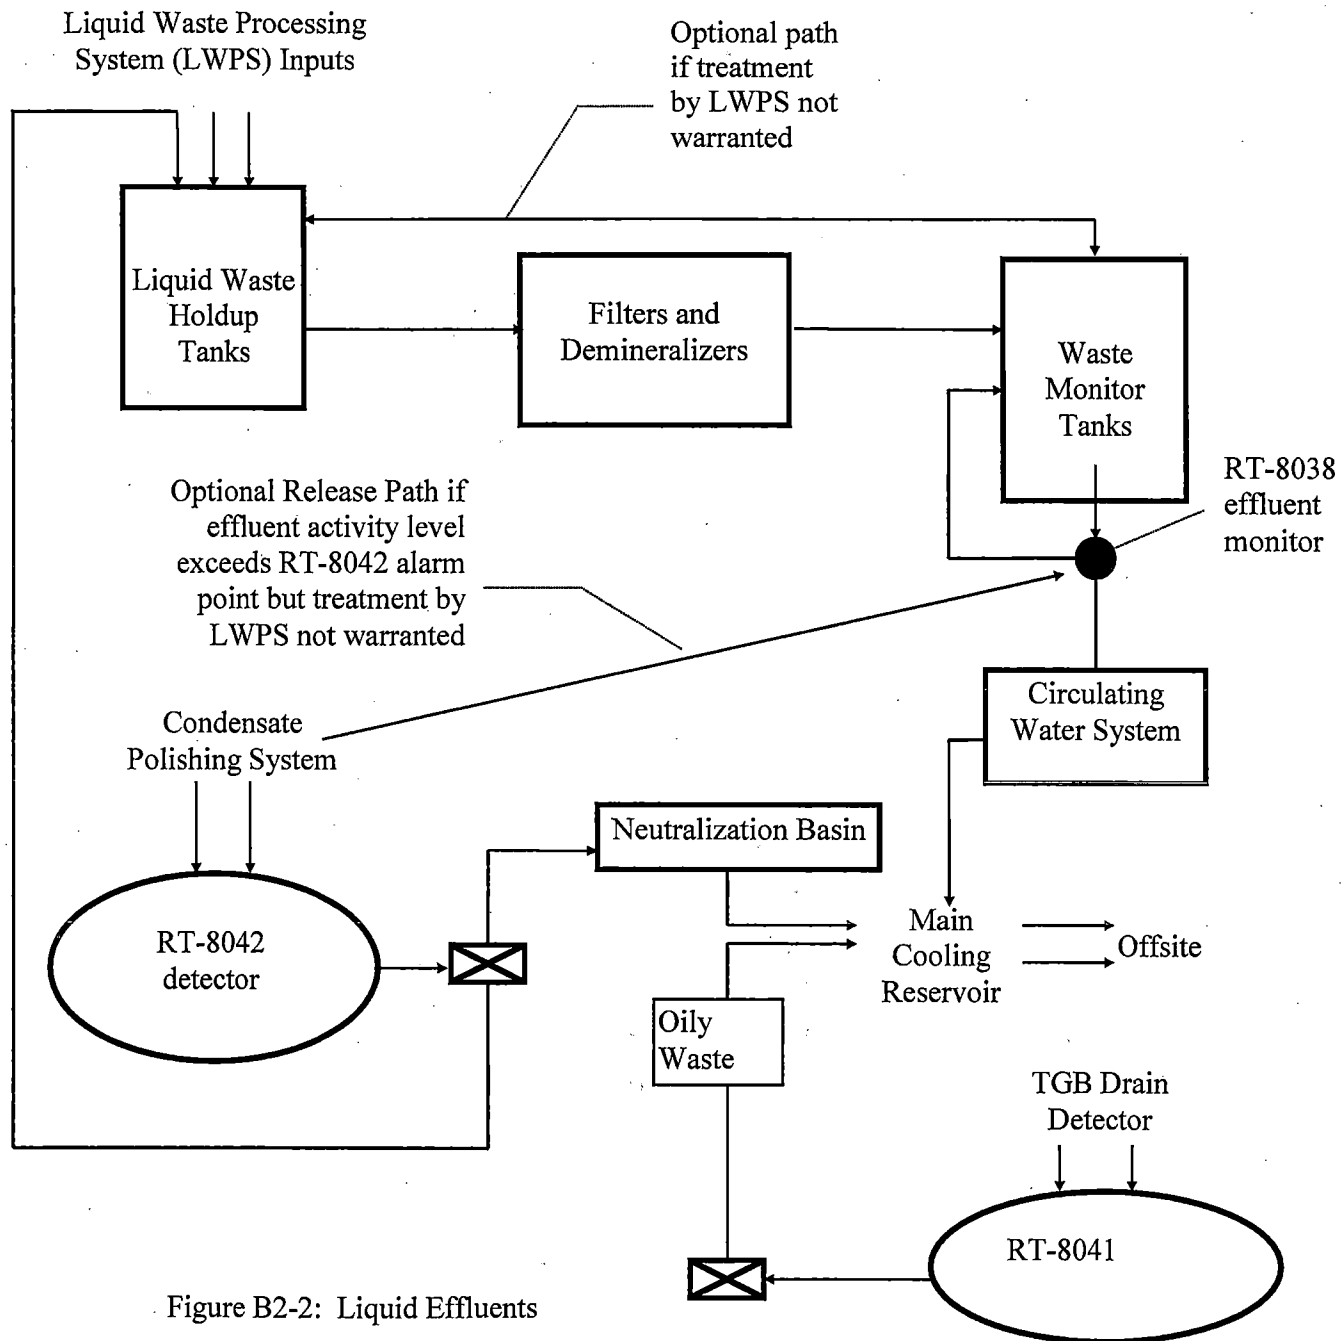 Liquid Waste Processing
System (LWPS) Inputs
Optional path
if treatment
by LWPS not
warranted
Liquid Waste
Holdup
Tanks
Filters and
Demineralizers
Waste
Monitor
Tanks
RT-8038
effluent
monitor
Optional Release Path if
effluent activity level
exceeds RT-8042 alarm
point but treatment by
LWPS not warranted
Circulating
Water System
Condensate
Polishing System
Neutralization Basin
RT-8042
detector
Main
Cooling
Reservoir
Offsite
Oily
Waste
TGB Drain
Detector
RT-8041
Figure B2-2: Liquid Effluents